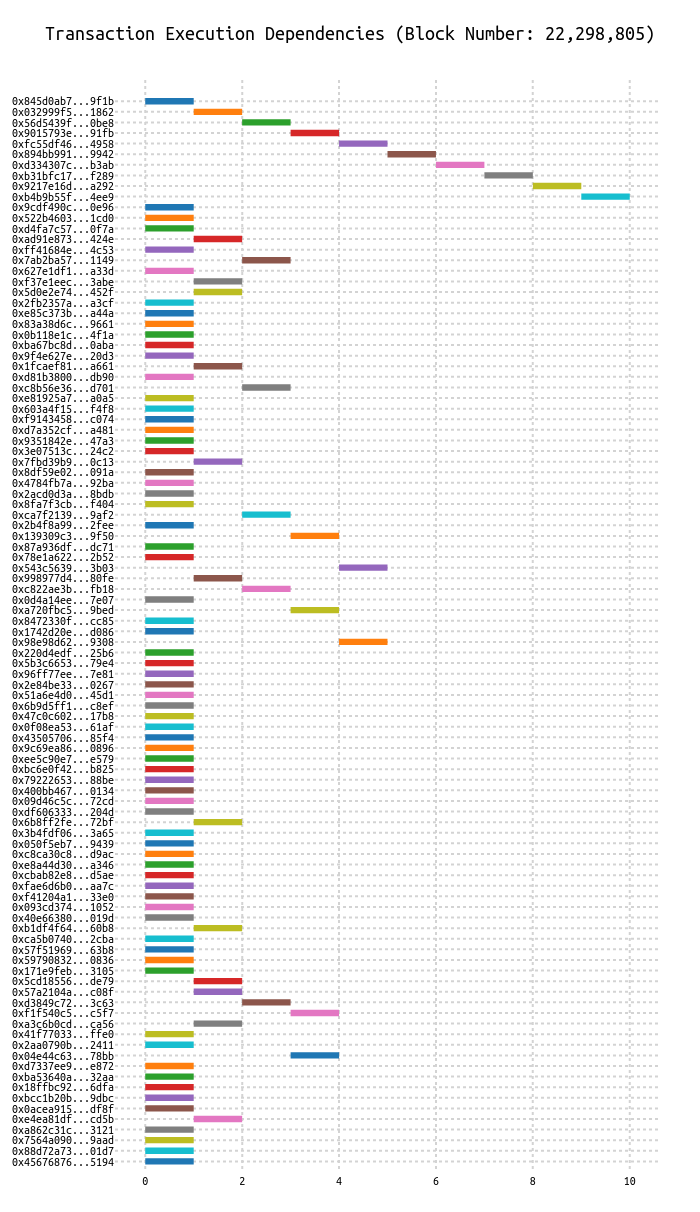 Transaction Execution Dependencies (Block Number: 22,298,805)
0x845d0ab7...9f1b
0x032999f5...1862
0x56d5439f...0be8
0x9015793e...91fb
0xfc55df46...4958
0x894bb991...9942
0xd334307c...b3ab
0xb31bfc17...f289
0x9217e16d...a292
0xb4b9b55f...4ee9
0x9cdf490c...0e96
0x522b4603...1cd0
0xd4fa7c57...0f7a
0xad91e873...424e
0xff41684e...4c53
0x7ab2ba57...1149
0x627e1df1...a33d
0xf37e1eec...3abe
0x5d0e2e74...452f
0x2fb2357a...a3cf
0xe85c373b...a44a
0x83a38d6c...9661
0x0b118e1c...4f1a
0xba67bc8d...0aba
0x9f4e627e...20d3
0x1fcaef81...a661
0xd81b3800...db90
0xc8b56e36...d701
0xe81925a7...a0a5
0x603a4f15...f4f8
0xf9143458...c074
0xd7a352cf...a481
0x9351842e...47a3
0x3e07513c...24c2
0x7fbd39b9...0c13
0x8df59e02...091a
0x4784fb7a...92ba
0x2acd0d3a...8bdb
0x8fa7f3cb...f404
0xca7f2139...9af2
0x2b4f8a99...2fee
0x139309c3...9f50
0x87a936df...dc71
0x78e1a622...2b52
0x543c5639...3b03
0x998977d4...80fe
0xc822ae3b...fb18
0x0d4a14ee...7e07
0xa720fbc5...9bed
0x8472330f...cc85
0x1742d20e...d086
0x98e98d62...9308
0x220d4edf...25b6
0x5b3c6653...79e4
0x96ff77ee...7e81
0x2e84be33...0267
0x51a6e4d0...45d1
0x6b9d5ff1...c8ef
0x47c0c602...17b8
0x0f08ea53...61af
0x43505706...85f4
0x9c69ea86...0896
0xee5c90e7...e579
0xbc6e0f42...b825
0x79222653...88be
0x400bb467...0134
0x09d46c5c...72cd
0xdf606333...204d
0x6b8ff2fe...72bf
0x3b4fdf06...3a65
0x050f5eb7...9439
0xc8ca30c8...d9ac
0xe8a44d30...a346
0xcbab82e8...d5ae
0xfae6d6b0...aa7c
0xf41204a1...33e0
0x093cd374...1052
0x40e66380...019d
0xb1df4f64...60b8
0xca5b0740...2cba
0x57f51969...63b8
0x59790832...0836
0x171e9feb...3105
0x5cd18556...de79
0x57a2104a...c08f
0xd3849c72...3c63
0xf1f540c5...c5f7
0xa3c6b0cd...ca56
0x41f77033...ffe0
0x2aa0790b...2411
0x04e44c63...78bb
0xd7337ee9...e872
0xba53640a...32aa
0x18ffbc92...6dfa
0xbcc1b20b...9dbc
0x0acea915...df8f
0xe4ea81df...cd5b
0xa862c31c...3121
0x7564a090...9aad
0x88d72a73...01d7
0x45676876...5194
0 2 4 6 8 10